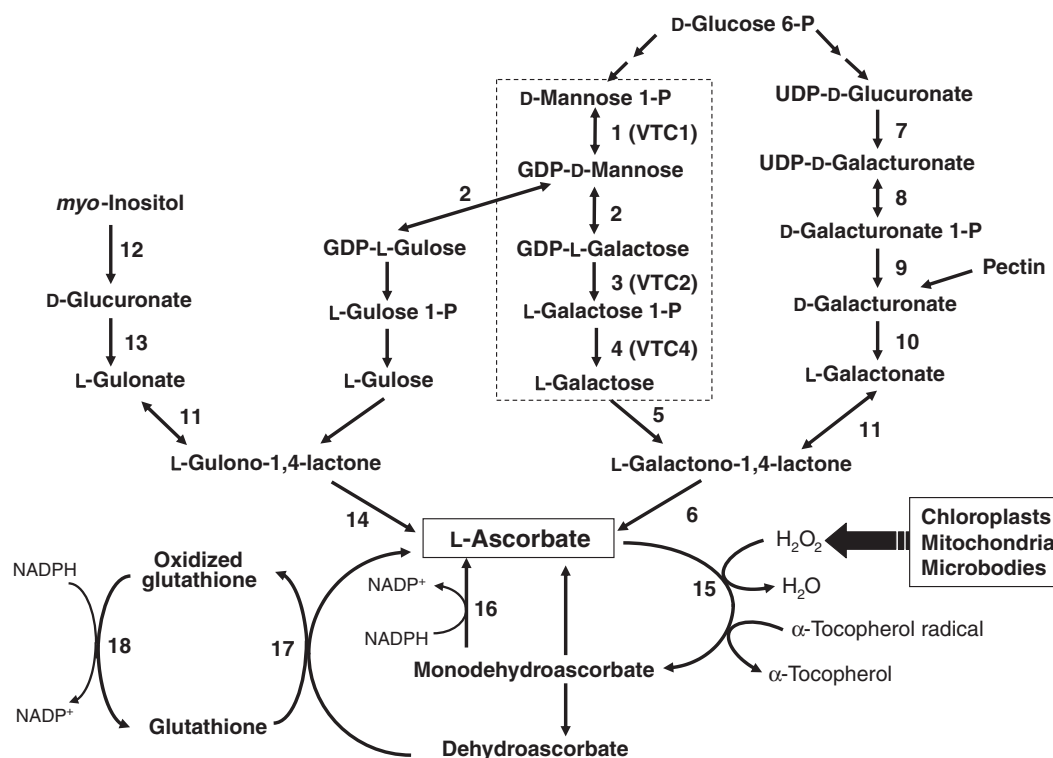 D-Glucose 6-P
D-Mannose 1-P
UDP-D-Glucuronate
1 (VTC1)
7
GDP-D-Mannose
UDP-D-Galacturonate
myo-Inositol
2
2
8
GDP-L-Gulose
GDP-L-Galactose
D-Galacturonate 1-P
12
3 (VTC2)
9
Pectin
D-Glucuronate
L-Gulose 1-P
L-Galactose 1-P
D-Galacturonate
13
4 (VTC4)
10
L-Gulonate
L-Gulose
L-Galactose
L-Galactonate
11
5
11
L-Gulono-1,4-lactone
L-Galactono-1,4-lactone
14
6
L-Ascorbate
H2O2
Chloroplasts
Mitochondria
Microbodies
NADPH
Oxidized
glutathione
NADP+
15
H2O
16
NADPH
α-Tocopherol radical
18
17
Monodehydroascorbate
α-Tocopherol
NADP+
Glutathione
Dehydroascorbate